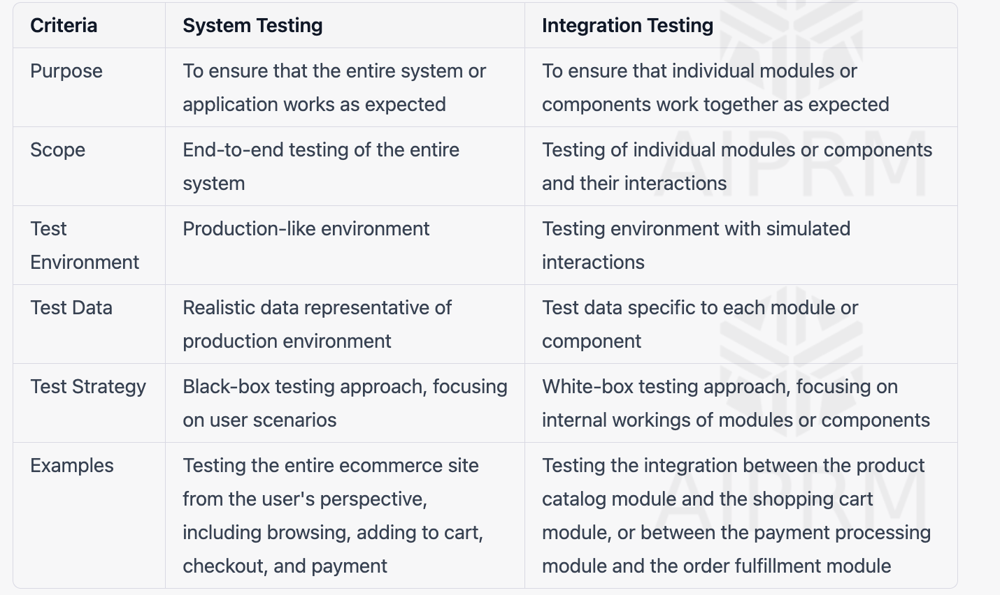 Criteria
System Testing
Integration Testing
Purpose
To ensure that the entire system or
application works as expected
To ensure that individual modules or
components work together as expected
Scope
End-to-end testing of the entire
system
Testing of individual modules or components
and their interactions
Test
Environment
Production-like environment
Testing environment with simulated
interactions
Test Data
Realistic data representative of
production environment
Test data specific to each module or
component
Test Strategy
Black-box testing approach, focusing
on user scenarios
White-box testing approach, focusing on
internal workings of modules or components
Examples
Testing the entire ecommerce site
from the user's perspective,
including browsing, adding to cart,
checkout, and payment
Testing the integration between the product
catalog module and the shopping cart
module, or between the payment processing
module and the order fulfillment module
AIPRM
AIPRM